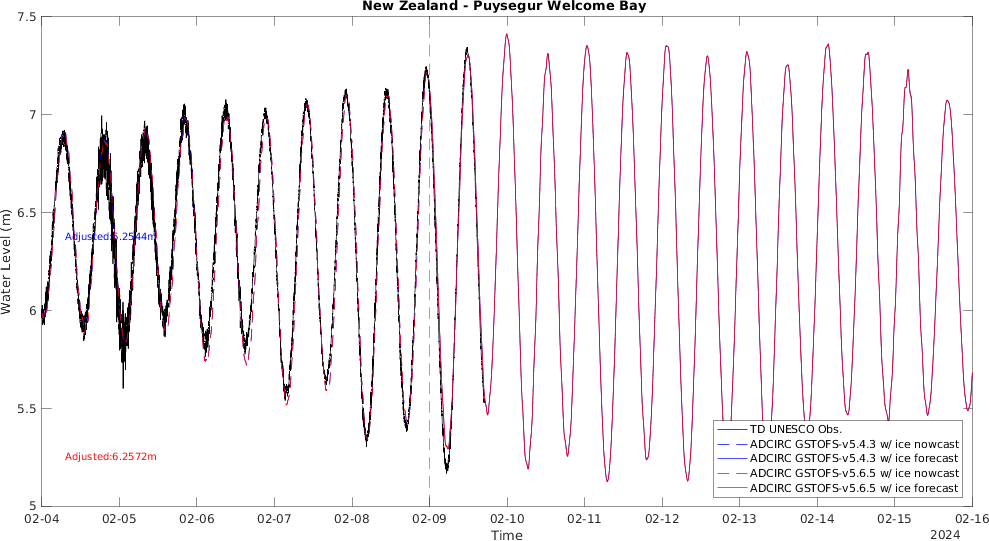 New Zealand - Puysegur Welcome Bay
7.5
7
6.5
6
5.5
5
Water Level (m)
Adjusted:6.2544m
Adjusted:6.2572m
TD UNESCO Obs.
ADCIRC GSTOFS-v5.4.3 w/ ice nowcast
ADCIRC GSTOFS-v5.4.3 w/ ice forecast
ADCIRC GSTOFS-v5.6.5 w/ ice nowcast
ADCIRC GSTOFS-v5.6.5 w/ ice forecast
02-04 02-05 02-06 02-07 02-08 02-09 02-10 02-11 02-12 02-13 02-14 02-15 02-16
Time
2024